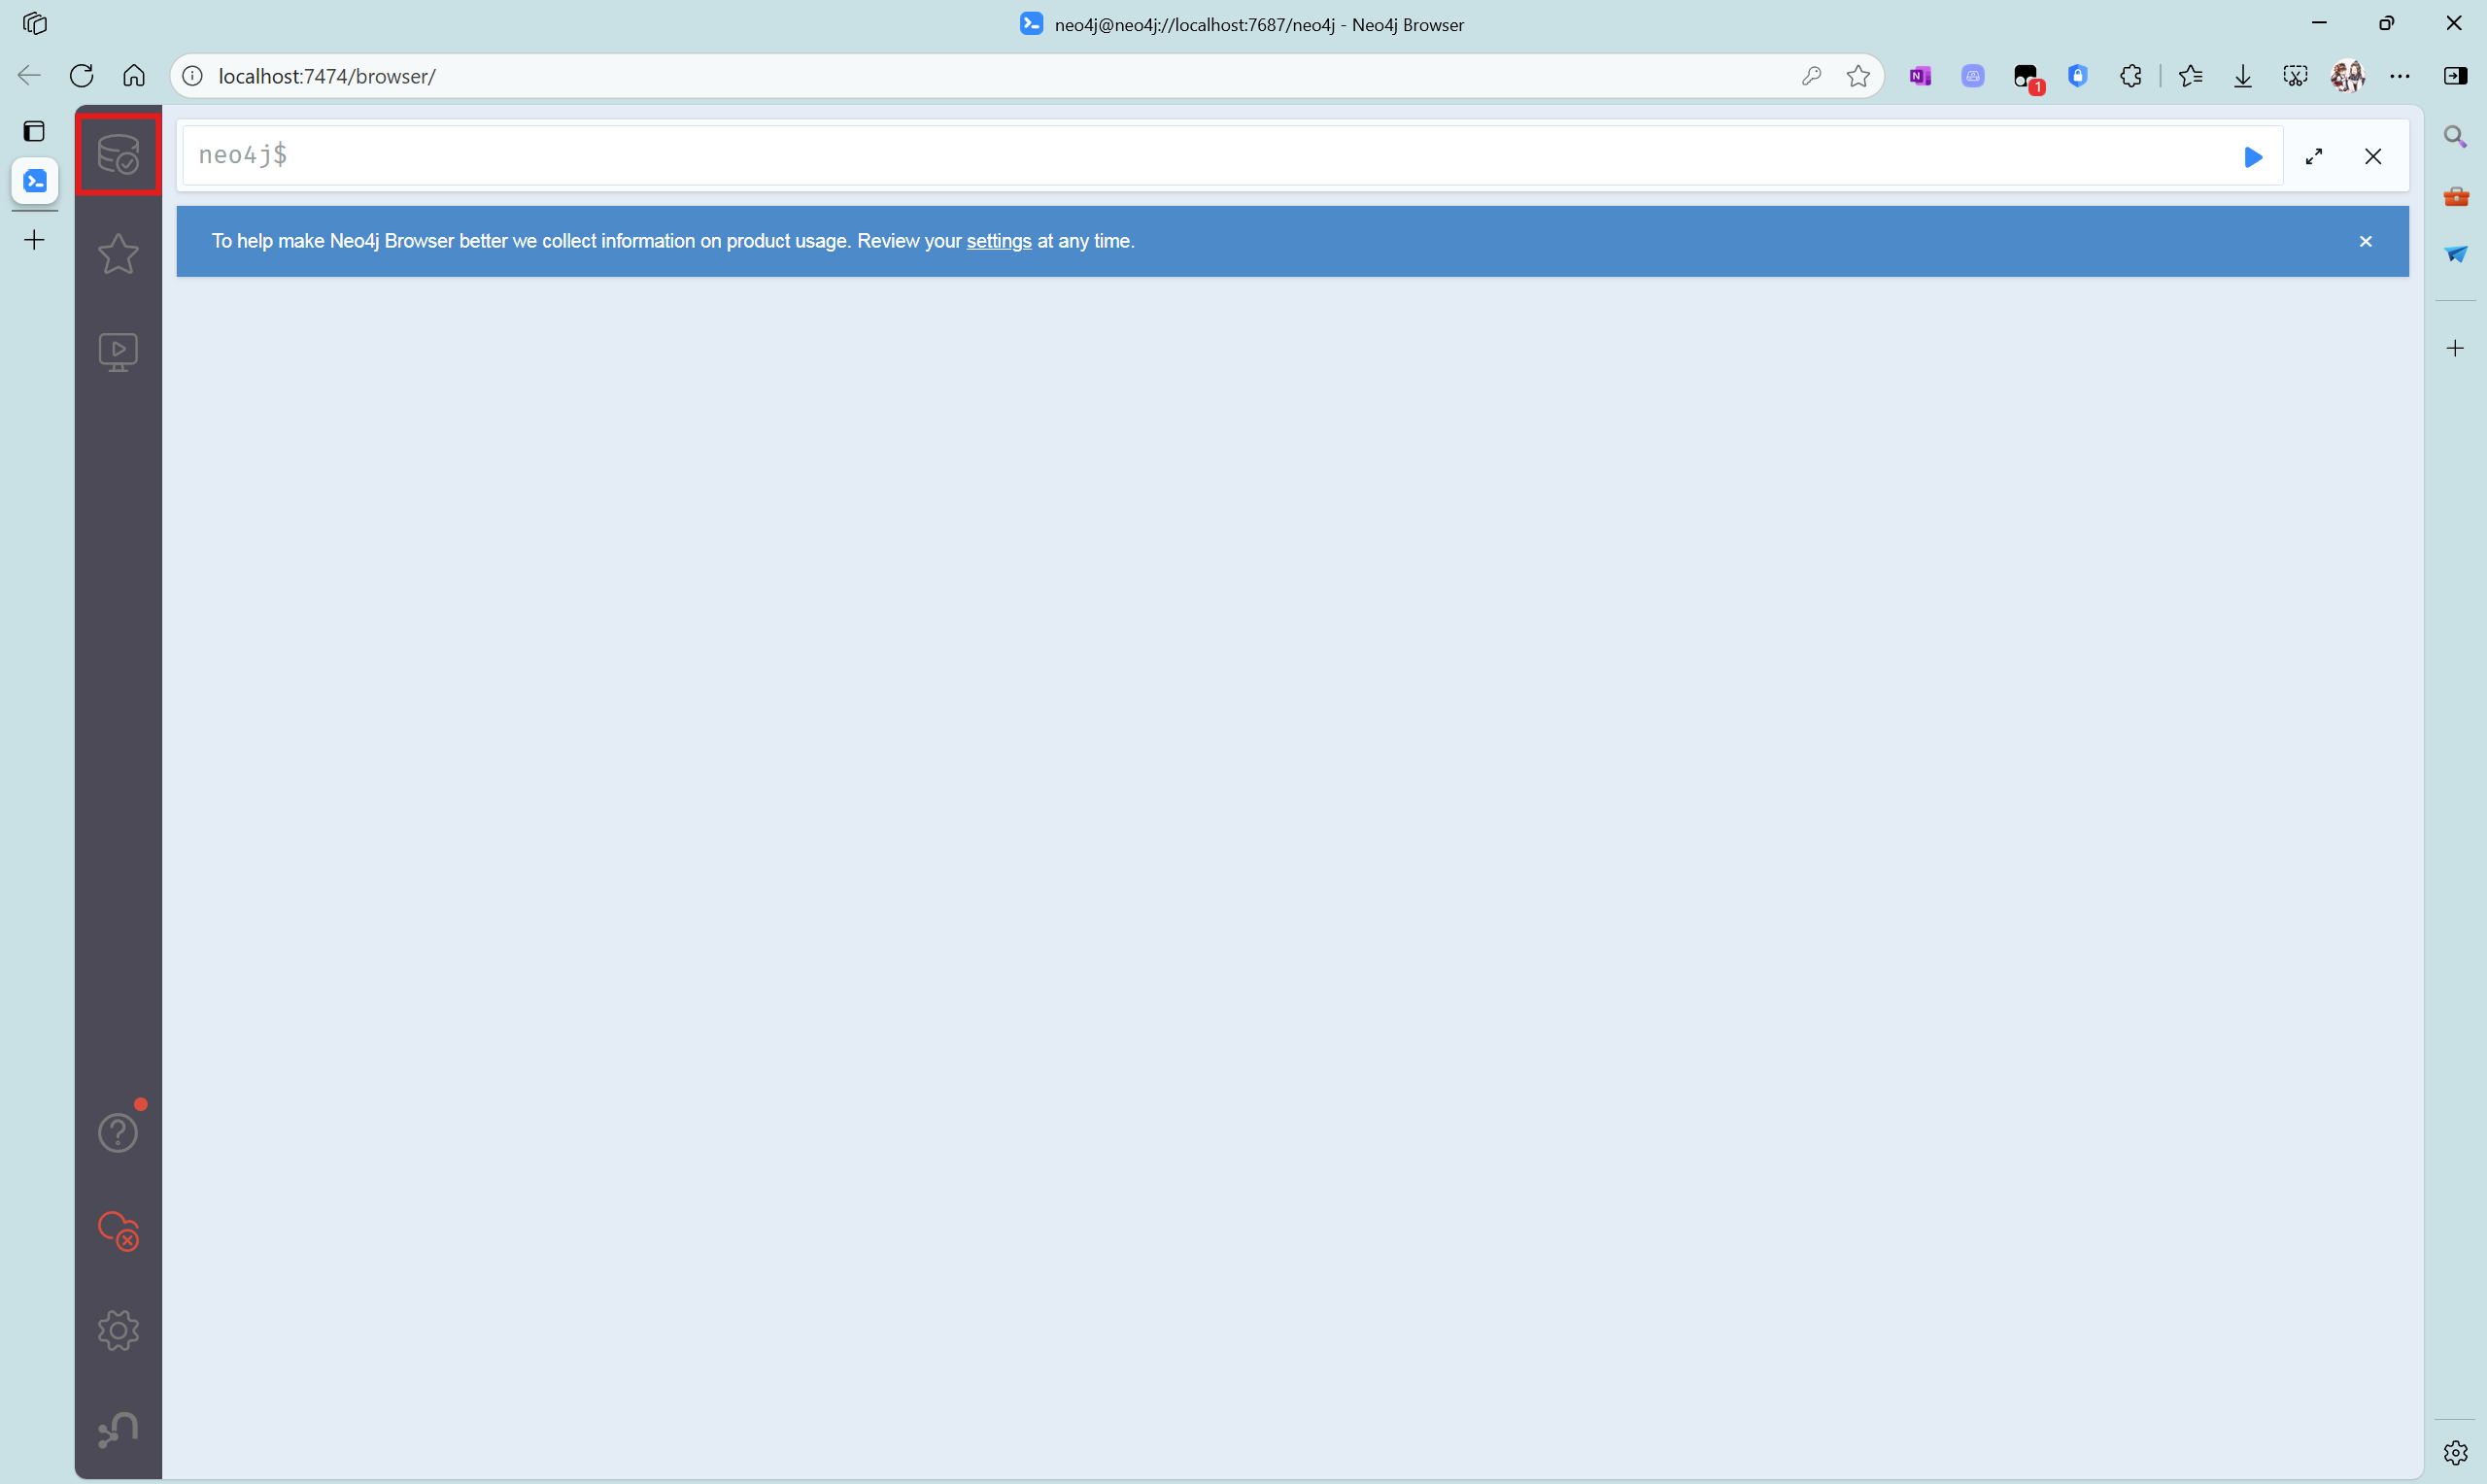 neo4j@neo4j://localhost:7687/neo4j - Neo4j Browser
localhost:7474/browser/
N
1
neo4j$
To help make Neo4j Browser better we collect information on product usage. Review your settings at any time.